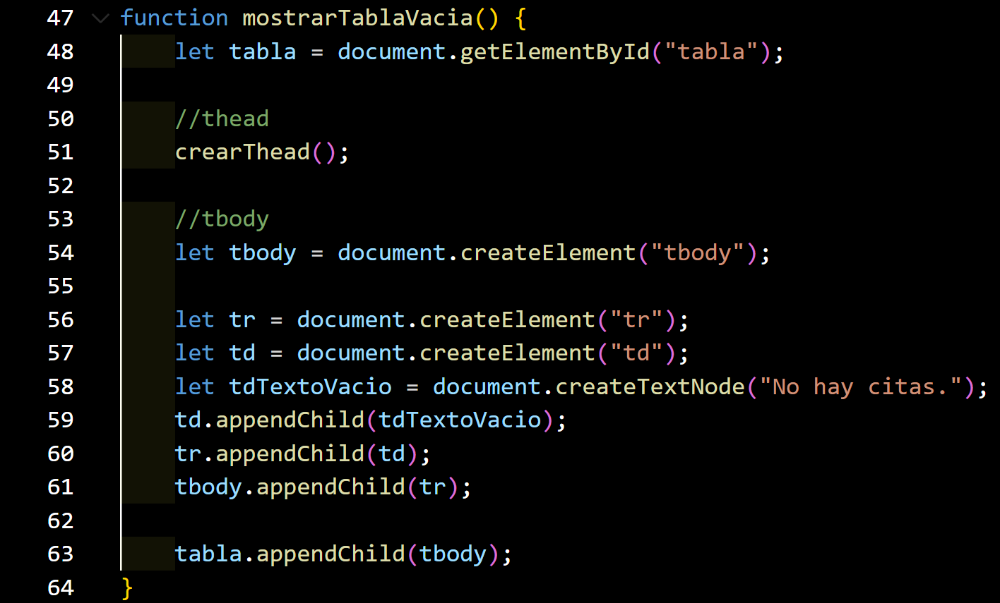 47 function mostrarTablaVacia() {
48     let tabla = document.getElementById("tabla");
49
50     //thead
51     crearThead();
52
53     //tbody
54     let tbody = document.createElement("tbody");
55
56     let tr = document.createElement("tr");
57     let td = document.createElement("td");
58     let tdTextoVacio = document.createTextNode("No hay citas.");
59     td.appendChild(tdTextoVacio);
60     tr.appendChild(td);
61     tbody.appendChild(tr);
62
63     tabla.appendChild(tbody);
64 }